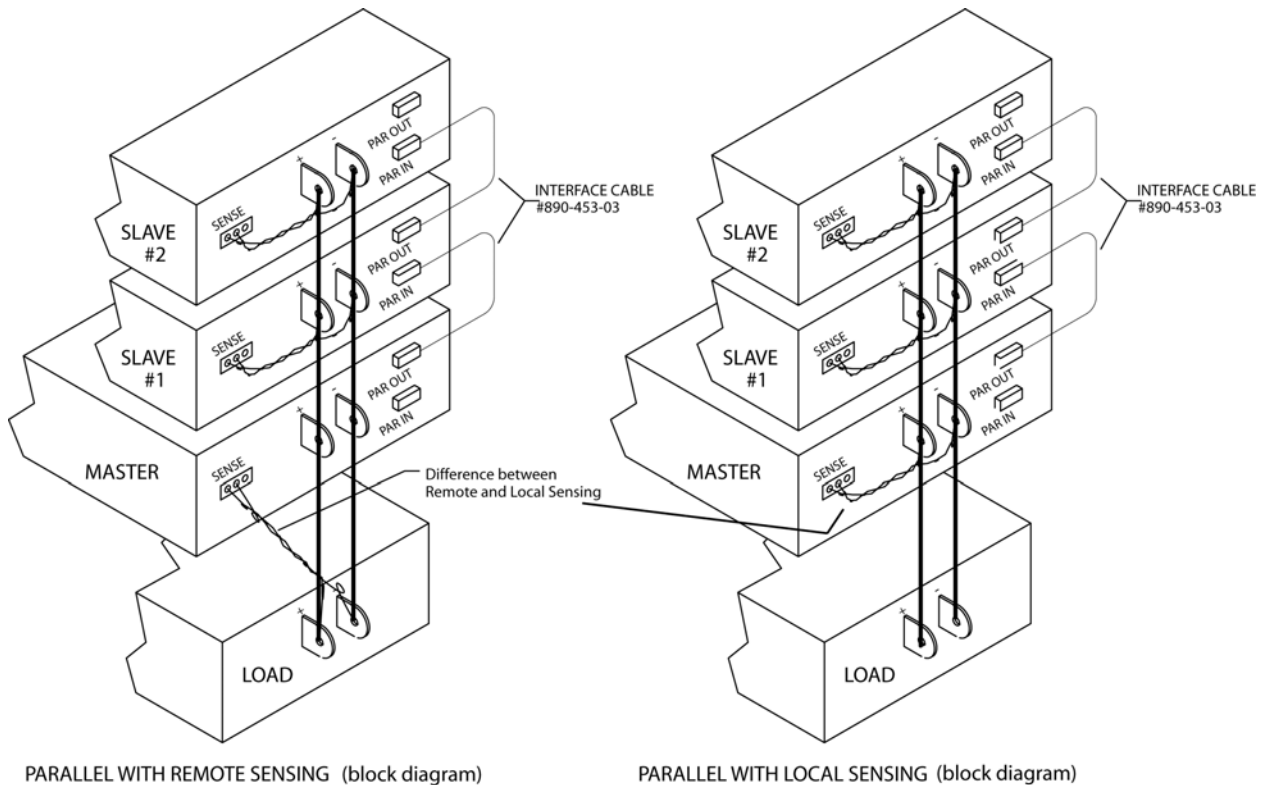 +
-
PAR OUT
PAR IN
SENSE
SLAVE
#2
INTERFACE CABLE
#890-453-03
+
-
PAR OUT
PAR IN
SENSE
SLAVE
#1
+
-
PAR OUT
PAR IN
SENSE
MASTER
Difference between
Remote and Local Sensing
+
-
LOAD
PARALLEL WITH REMOTE SENSING (block diagram)
+
-
PAR OUT
PAR IN
SENSE
SLAVE
#2
INTERFACE CABLE
#890-453-03
+
-
PAR OUT
PAR IN
SENSE
SLAVE
#1
+
-
PAR OUT
PAR IN
SENSE
MASTER
+
-
LOAD
PARALLEL WITH LOCAL SENSING (block diagram)